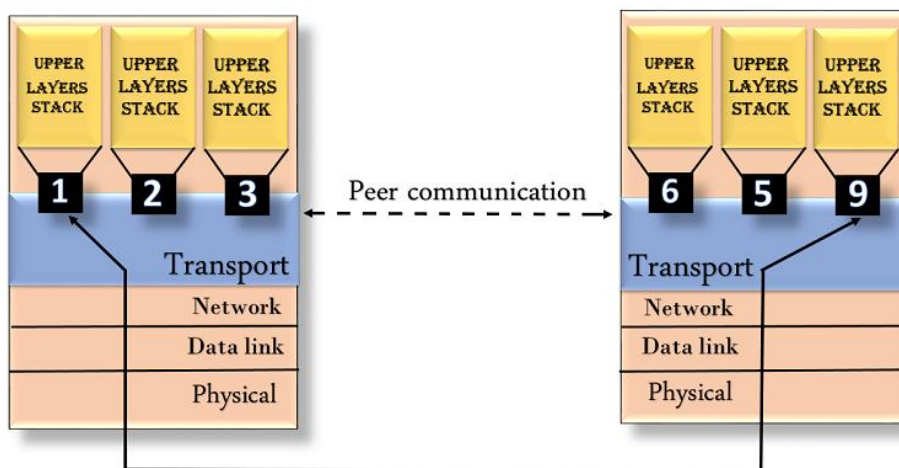 UPPER
LAYERS
STACK
UPPER
LAYERS
STACK
UPPER
LAYERS
STACK
1
2
3
Transport
Network
Data link
Physical
Peer communication
UPPER
LAYERS
STACK
UPPER
LAYERS
STACK
UPPER
LAYERS
STACK
6
5
9
Transport
Network
Data link
Physical